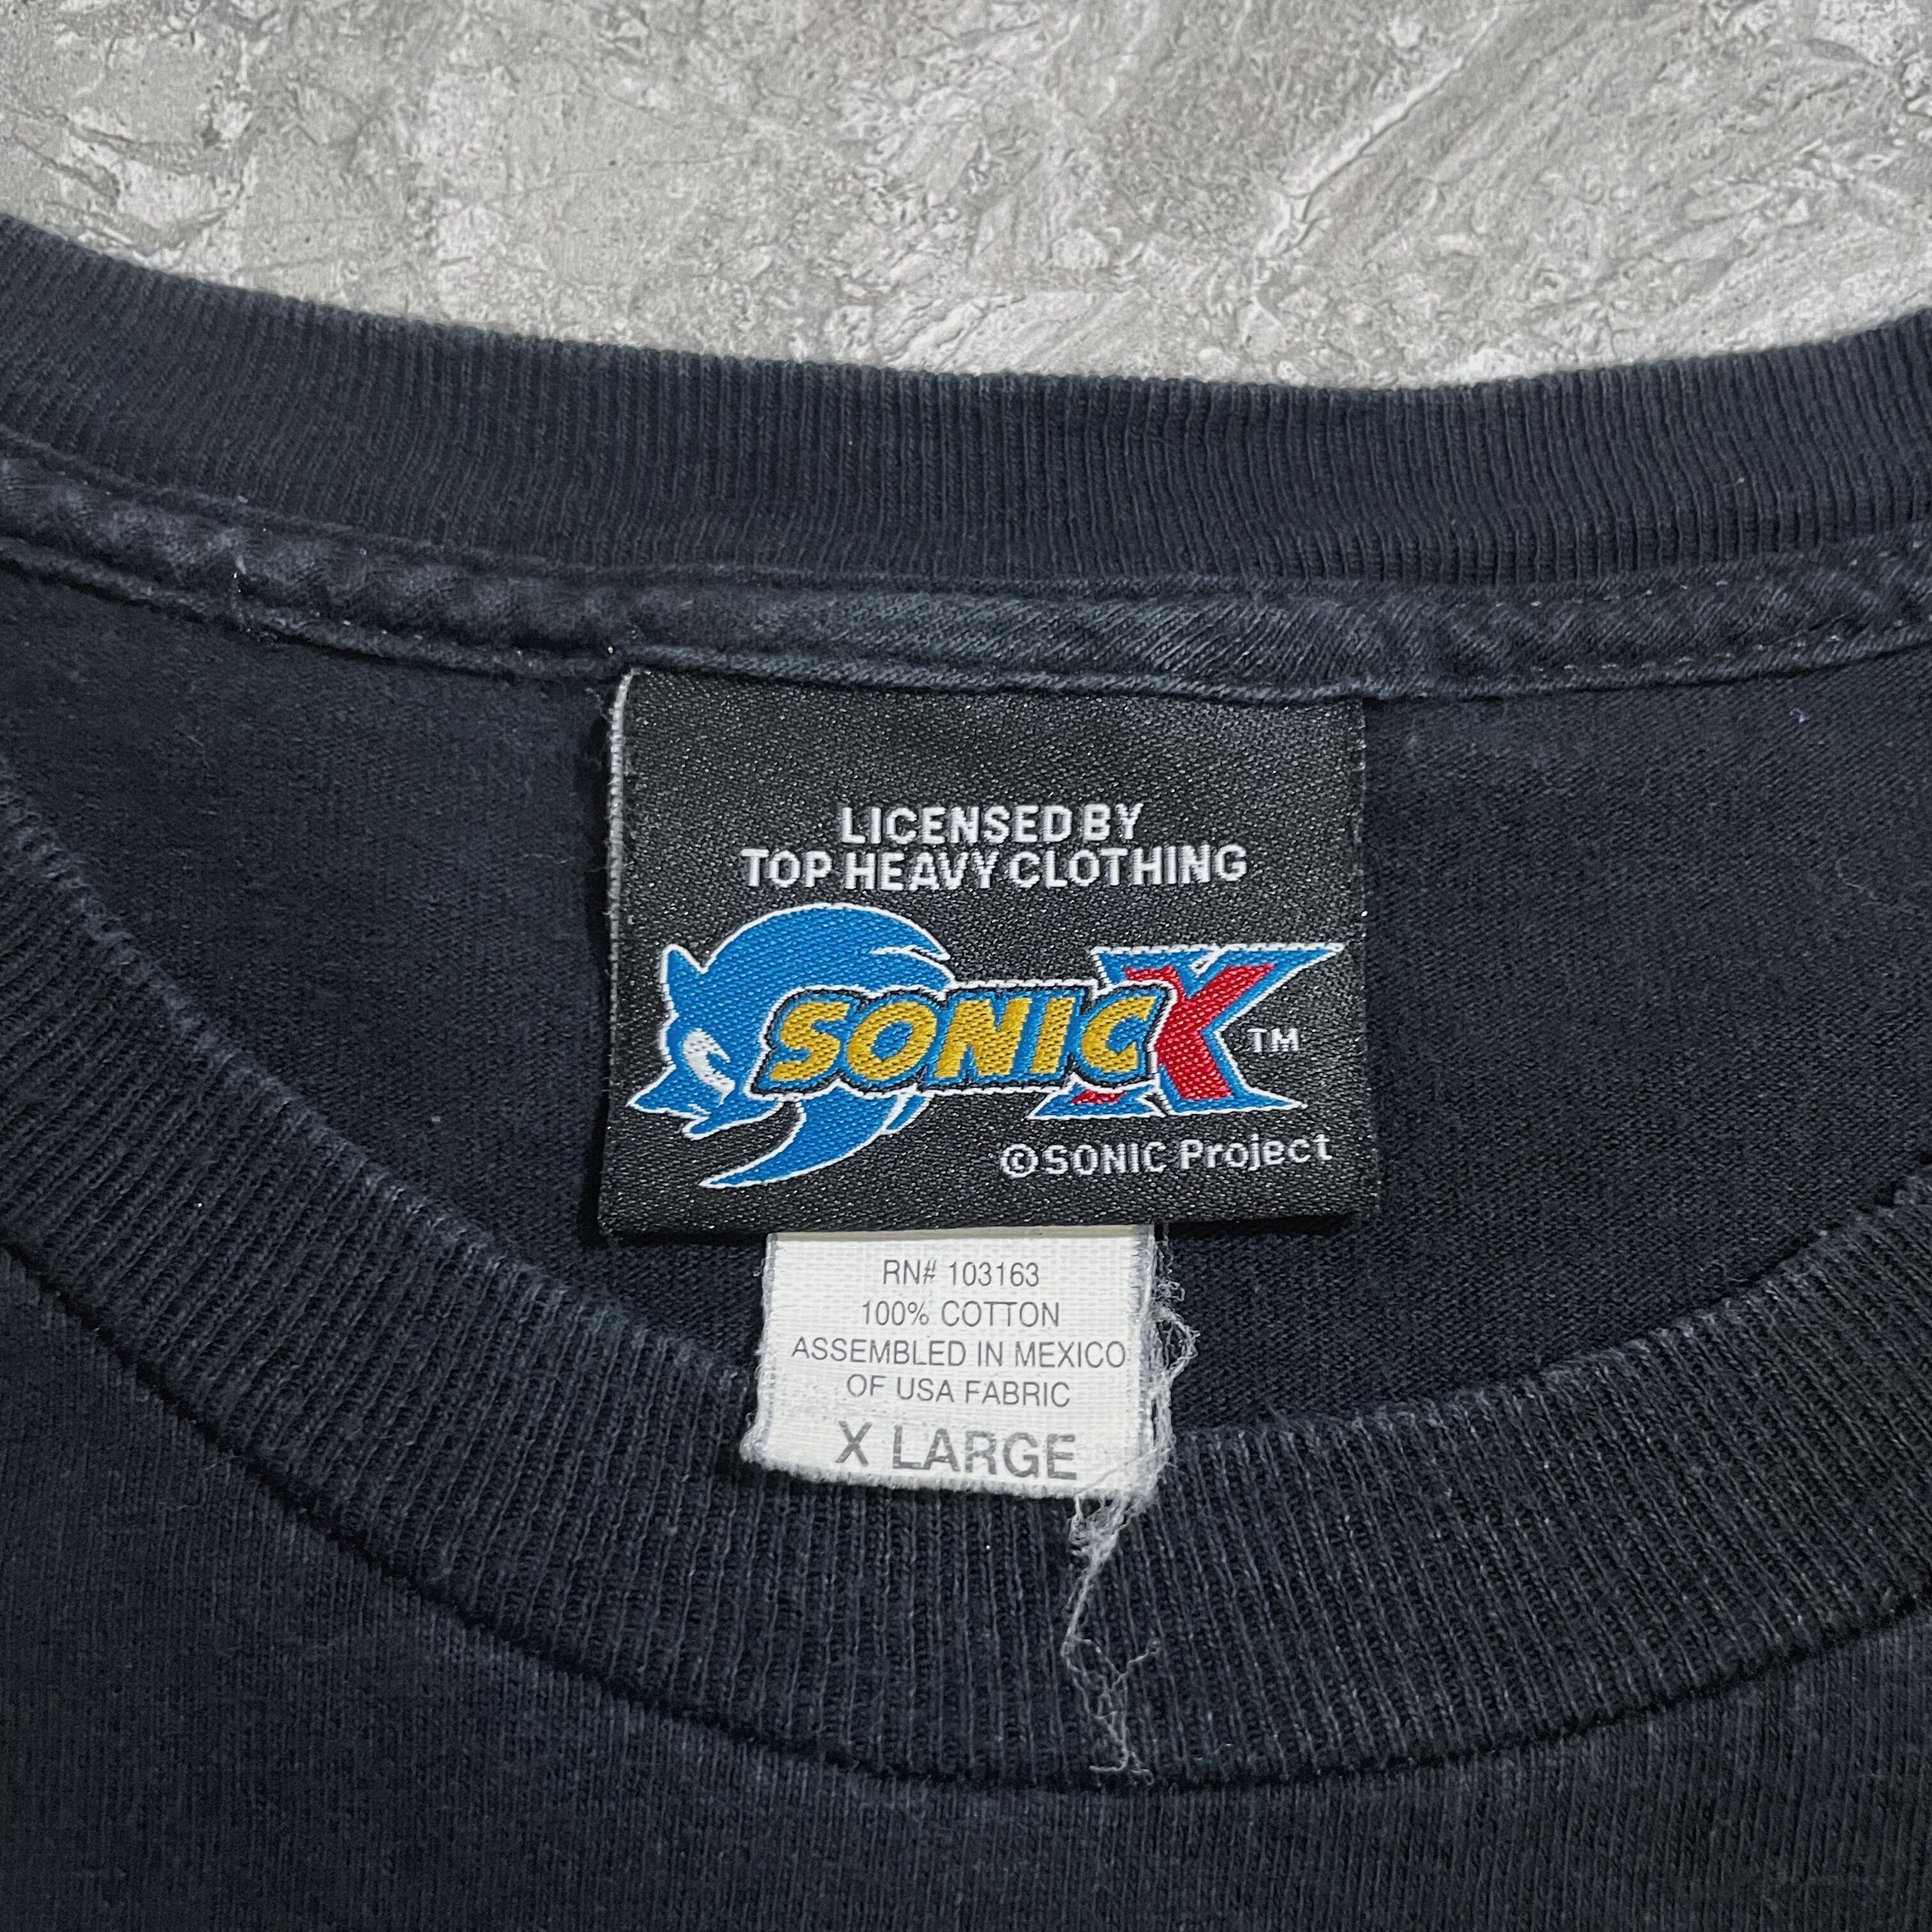 LICENSED BY
TOP HEAVY CLOTHING
SONIC X ™
©SONIC Project
RN# 103163
100% COTTON
ASSEMBLED IN MEXICO
OF USA FABRIC
X LARGE